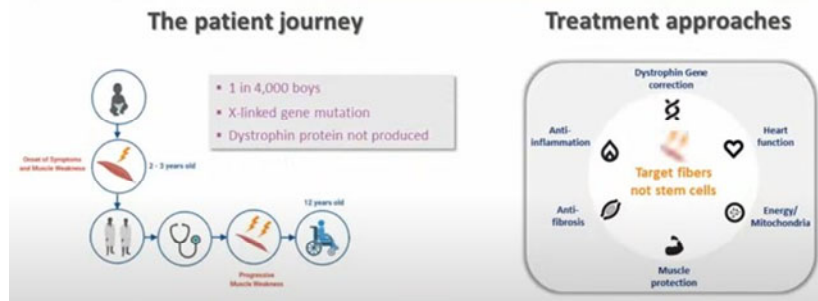 The patient journey
1 in 4,000 boys
X-linked gene mutation
Dystrophin protein not produced
Onset of Symptoms
and Muscle Weakness
2 - 3 years old
12 years old
Progressive
Muscle Weakness
Treatment approaches
Dystrophin Gene
correction
Anti-
inflammation
Heart
function
Target fibers
not stem cells
Anti-
fibrosis
Energy/
Mitochondria
Muscle
protection